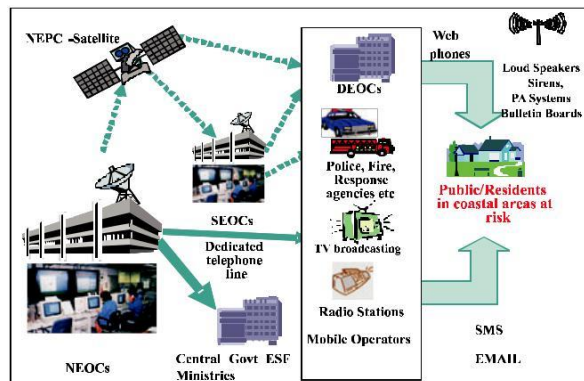 NEPC -Satellite
DEOCs
Web
phones
Loud Speakers
Sirens,
PA Systems
Bulletin Boards
Police, Fire,
Response
agencies etc
Public/Residents
in coastal areas at
risk
SEOCs
Dedicated
telephone
line
TV broadcasting
Radio Stations
Mobile Operators
Central Govt ESF
Ministries
NEOCs
SMS
EMAIL